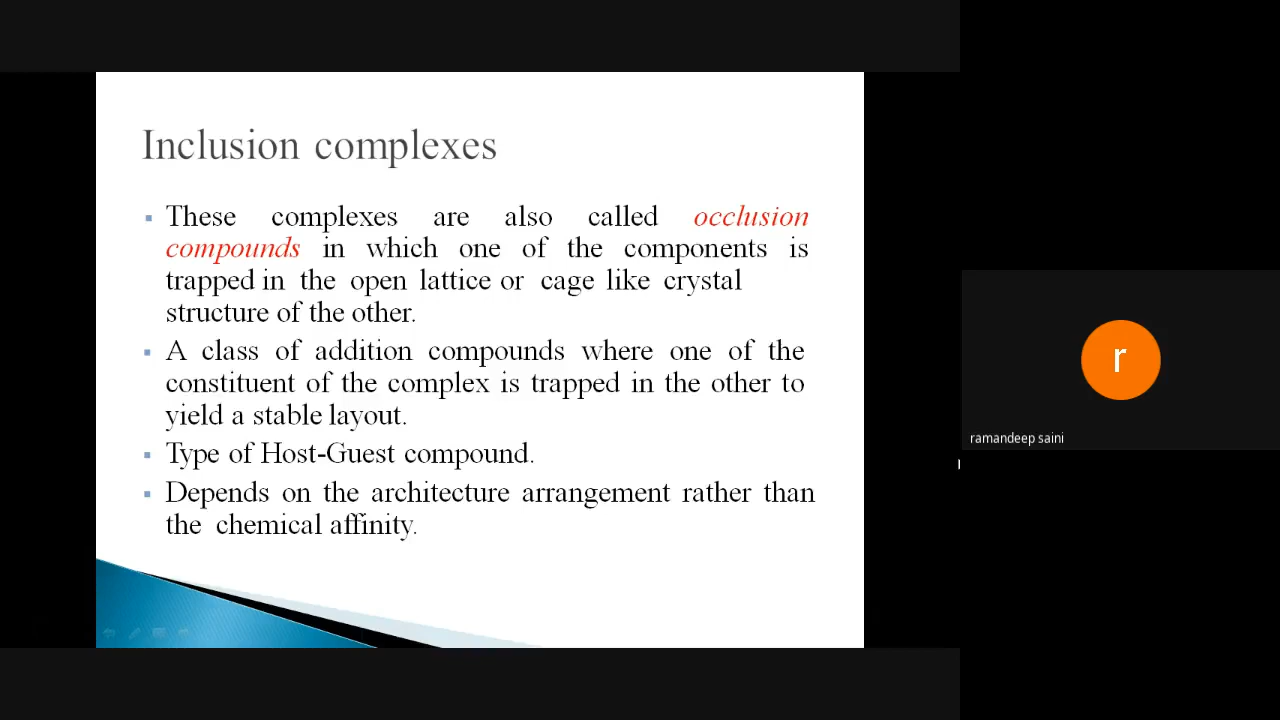 Inclusion complexes
▪ These complexes are also called occlusion
compounds in which one of the components is
trapped in the open lattice or cage like crystal
structure of the other.
▪ A class of addition compounds where one of the
constituent of the complex is trapped in the other to
yield a stable layout.
▪ Type of Host-Guest compound.
▪ Depends on the architecture arrangement rather than
the chemical affinity.
r
ramandeep saini